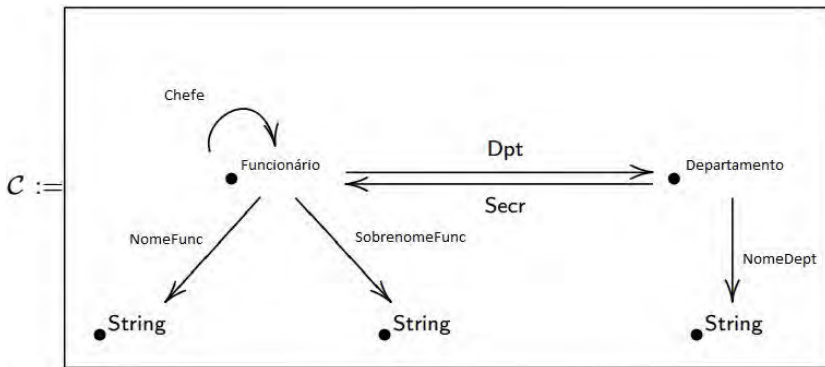 Chefe
Funcionário
Dpt
Departamento
𝒞 :=
Secr
NomeFunc
SobrenomeFunc
NomeDept
String
String
String